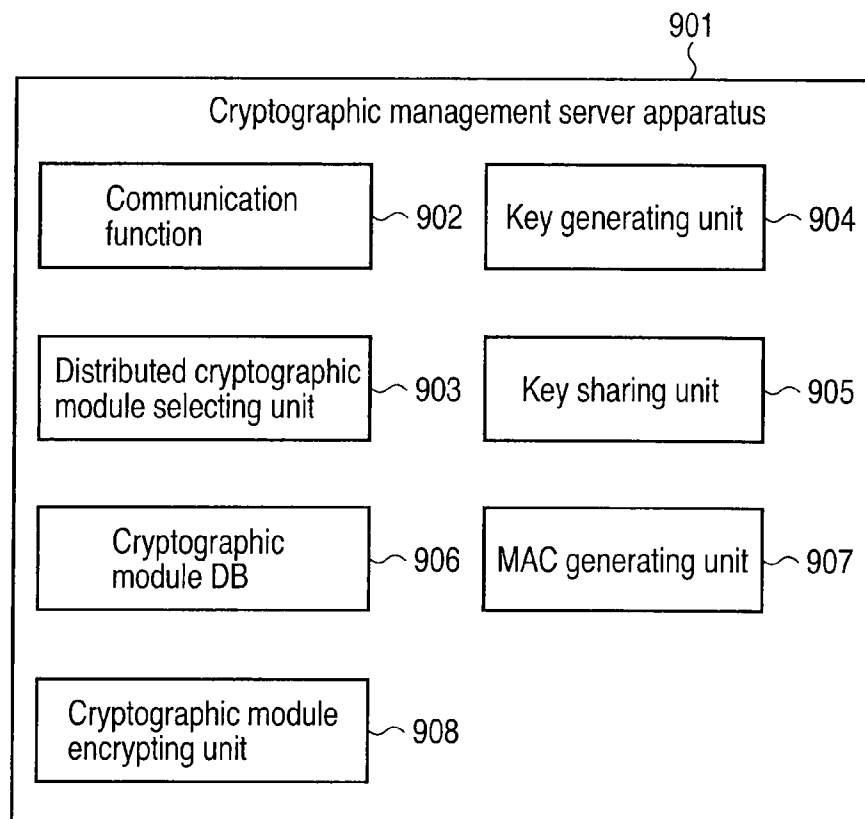 901
Cryptographic management server apparatus
Communication
function
902
Key generating unit
904
Distributed cryptographic
module selecting unit
903
Key sharing unit
905
Cryptographic
module DB
906
MAC generating unit
907
Cryptographic module
encrypting unit
908